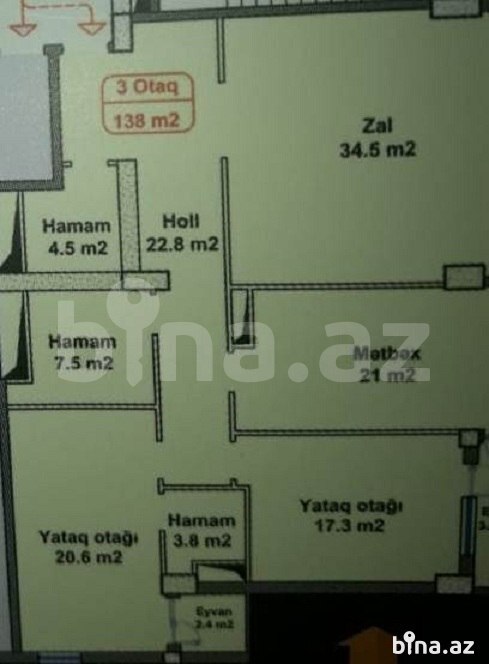 3 Otaq
138 m2
Zal
34.5 m2
Hamam
4.5 m2
Holl
22.8 m2
Hamam
7.5 m2
bina.az
Mətbəx
21 m2
Yataq otağı
17.3 m2
Hamam
3.8 m2
Yataq otağı
20.6 m2
Eyvan
2.4 m2
bina.az